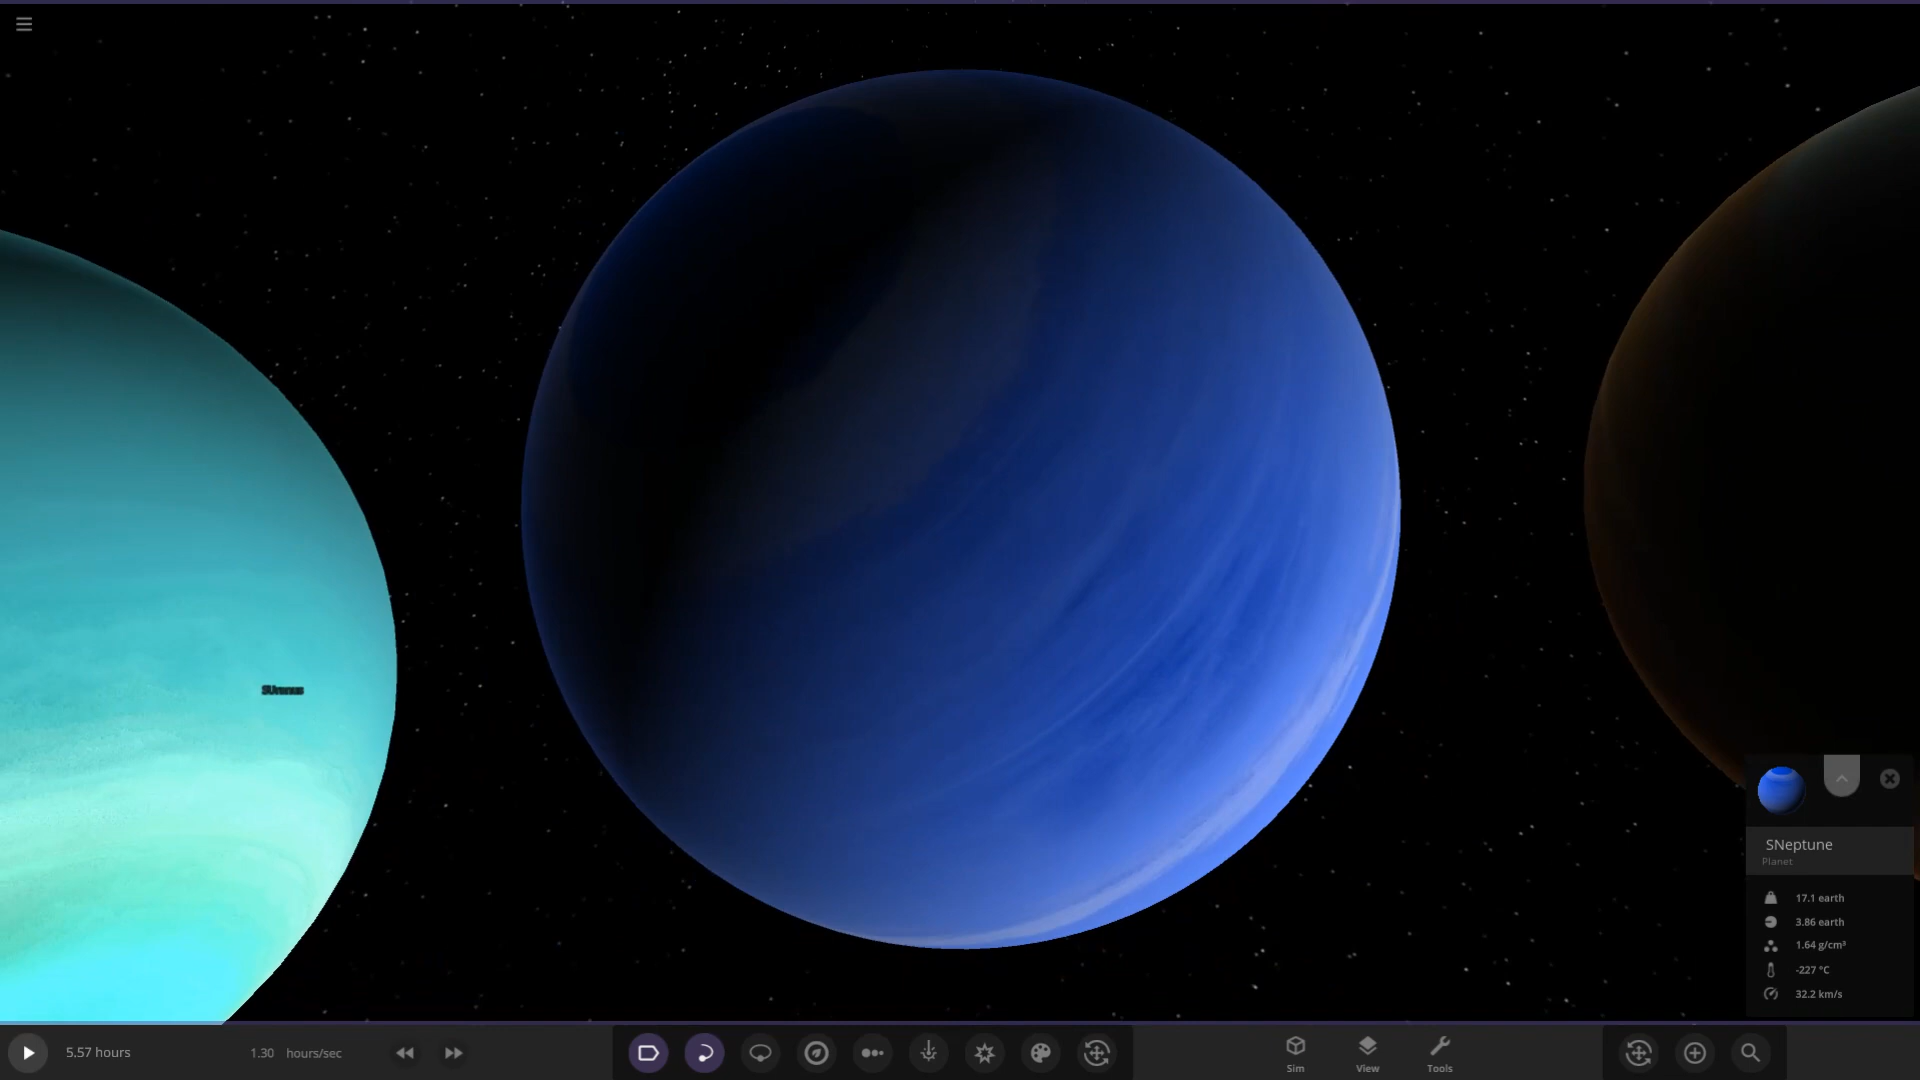 SUranus
SNeptune
Planet
17.1 earth
3.86 earth
1.64 g/cm³
-227 °C
32.2 km/s
5.57 hours
1.30 hours/sec
Sim
View
Tools